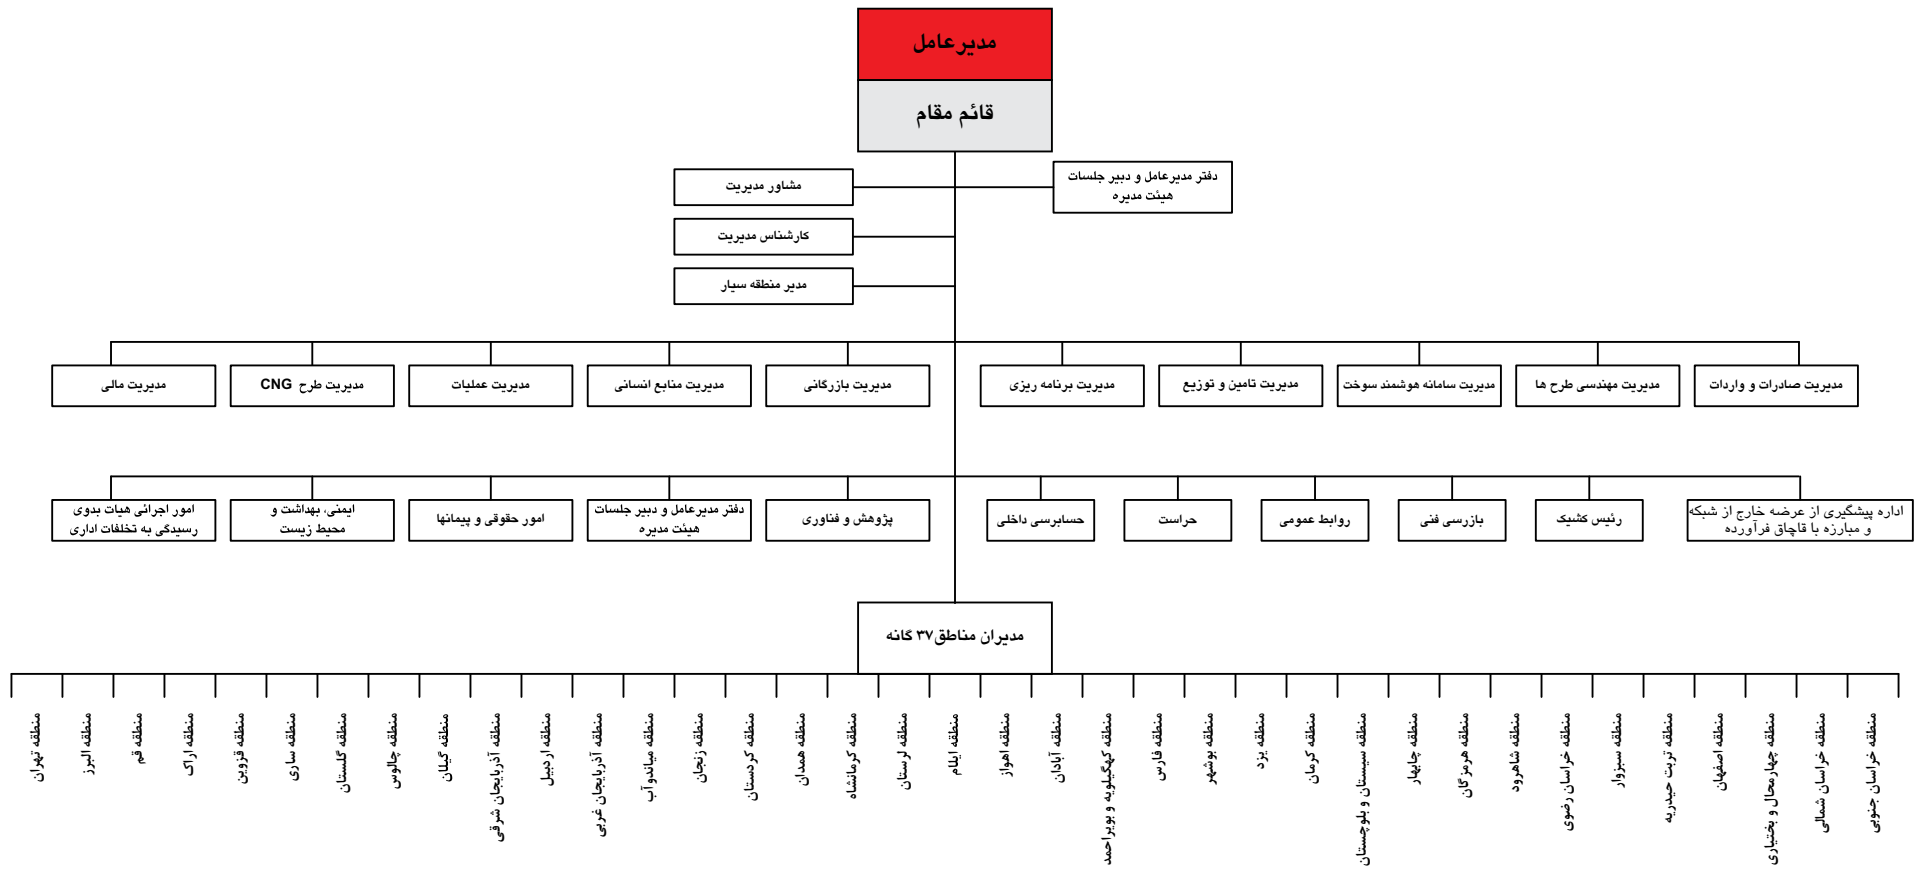 مدیرعامل
قائم مقام
دفتر مدیرعامل و دبیر جلسات
هیئت مدیره
مشاور مدیریت
کارشناس مدیریت
مدیر منطقه سیار
مدیریت صادرات و واردات
مدیریت مهندسی طرح ها
مدیریت سامانه هوشمند سوخت
مدیریت تامین و توزیع
مدیریت برنامه ریزی
مدیریت بازرگانی
مدیریت منابع انسانی
مدیریت عملیات
مدیریت طرح CNG
مدیریت مالی
اداره پیشگیری از عرضه خارج از شبکه
و مبارزه با قاچاق فرآورده
رئیس کشیک
بازرسی فنی
روابط عمومی
حراست
حسابرسی داخلی
پژوهش و فناوری
دفتر مدیرعامل و دبیر جلسات
هیئت مدیره
امور حقوقی و پیمانها
ایمنی، بهداشت و
محیط زیست
امور اجرائی هیات بدوی
رسیدگی به تخلفات اداری
مدیران مناطق۳۷ گانه
منطقه خراسان جنوبی
منطقه خراسان شمالی
منطقه چهارمحال و بختیاری
منطقه اصفهان
منطقه تربت حیدریه
منطقه سبزوار
منطقه خراسان رضوی
منطقه شاهرود
منطقه هرمزگان
منطقه چابهار
منطقه سیستان و بلوچستان
منطقه کرمان
منطقه یزد
منطقه بوشهر
منطقه فارس
منطقه کهگیلویه و بویراحمد
منطقه آبادان
منطقه اهواز
منطقه ایلام
منطقه لرستان
منطقه کرمانشاه
منطقه همدان
منطقه کردستان
منطقه زنجان
منطقه میاندوآب
منطقه آذربایجان غربی
منطقه اردبیل
منطقه آذربایجان شرقی
منطقه گیلان
منطقه چالوس
منطقه گلستان
منطقه ساری
منطقه قزوین
منطقه اراک
منطقه قم
منطقه البرز
منطقه تهران